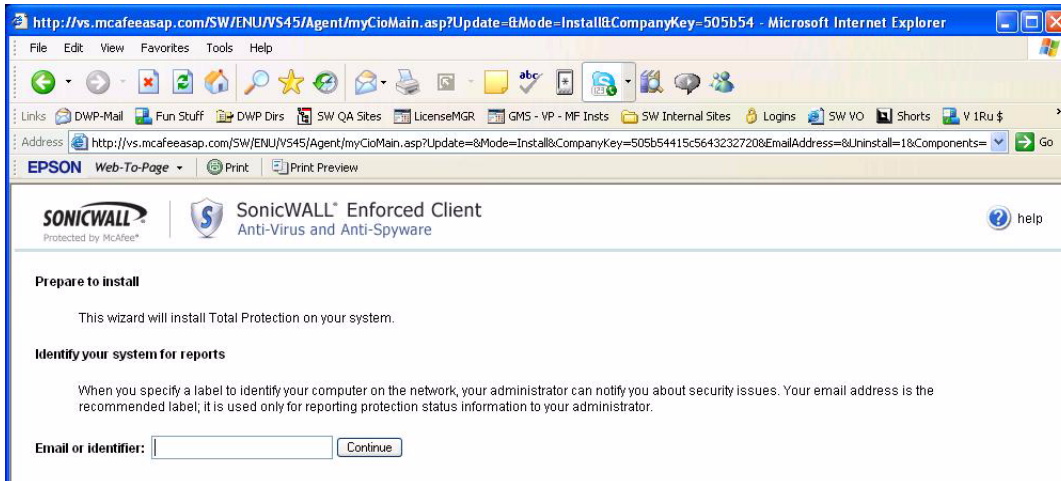 http://vs.mcafeeasap.com/SW/ENU/VS45/Agent/myCioMain.asp?Update=&Mode=Install&CompanyKey=505b54 - Microsoft Internet Explorer
File Edit View Favorites Tools Help
abc
Links DWP-Mail Fun Stuff DWP Dirs SW QA Sites LicenseMGR GMS - VP - MF Insts SW Internal Sites Logins SW VO Shorts V 1Ru $
Address http://vs.mcafeeasap.com/SW/ENU/VS45/Agent/myCioMain.asp?Update=&Mode=Install&CompanyKey=505b54415c56432327208&EmailAddress=&Uninstall=1&Components= Go
EPSON Web-To-Page Print Print Preview
SONICWALL
Protected by McAfee®
S
SonicWALL® Enforced Client
Anti-Virus and Anti-Spyware
? help
Prepare to install
This wizard will install Total Protection on your system.
Identify your system for reports
When you specify a label to identify your computer on the network, your administrator can notify you about security issues. Your email address is the
recommended label; it is used only for reporting protection status information to your administrator.
Email or identifier: Continue